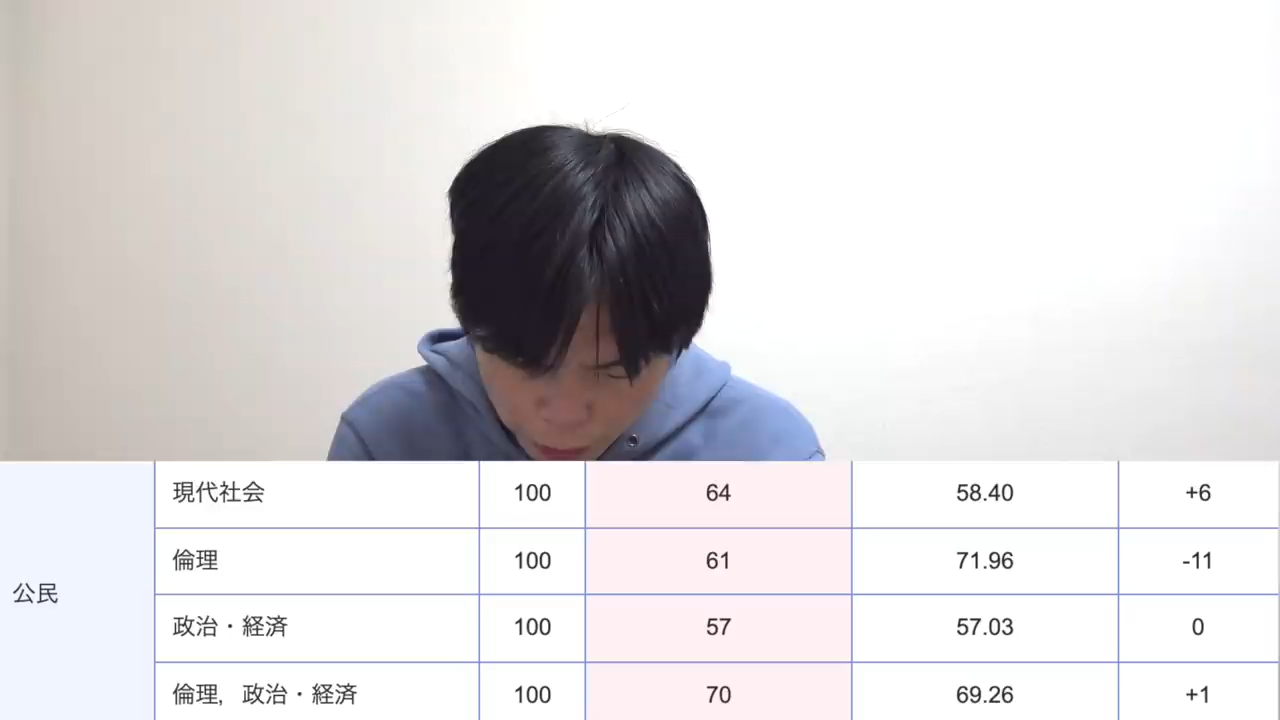 現代社会 100 64 58.40 +6
倫理 100 61 71.96 -11
公民
政治・経済 100 57 57.03 0
倫理，政治・経済 100 70 69.26 +1